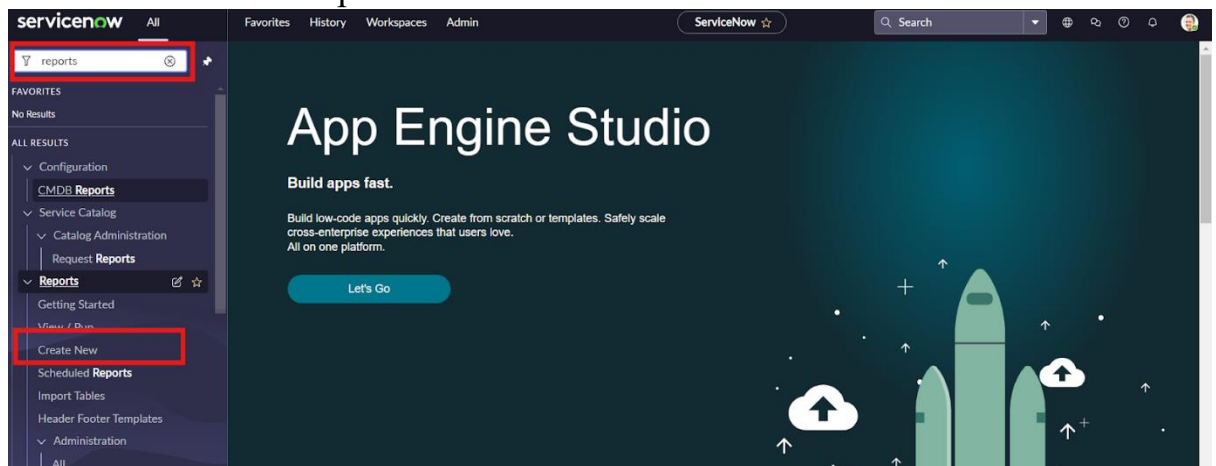 servicenow All Favorites History Workspaces Admin ServiceNow Search
reports
FAVORITES
No Results
ALL RESULTS
Configuration
CMDB Reports
Service Catalog
Catalog Administration
Request Reports
Reports
Getting Started
View / Run
Create New
Scheduled Reports
Import Tables
Header Footer Templates
Administration
All
App Engine Studio
Build apps fast.
Build low-code apps quickly. Create from scratch or templates. Safely scale
cross-enterprise experiences that users love.
All on one platform.
Let's Go